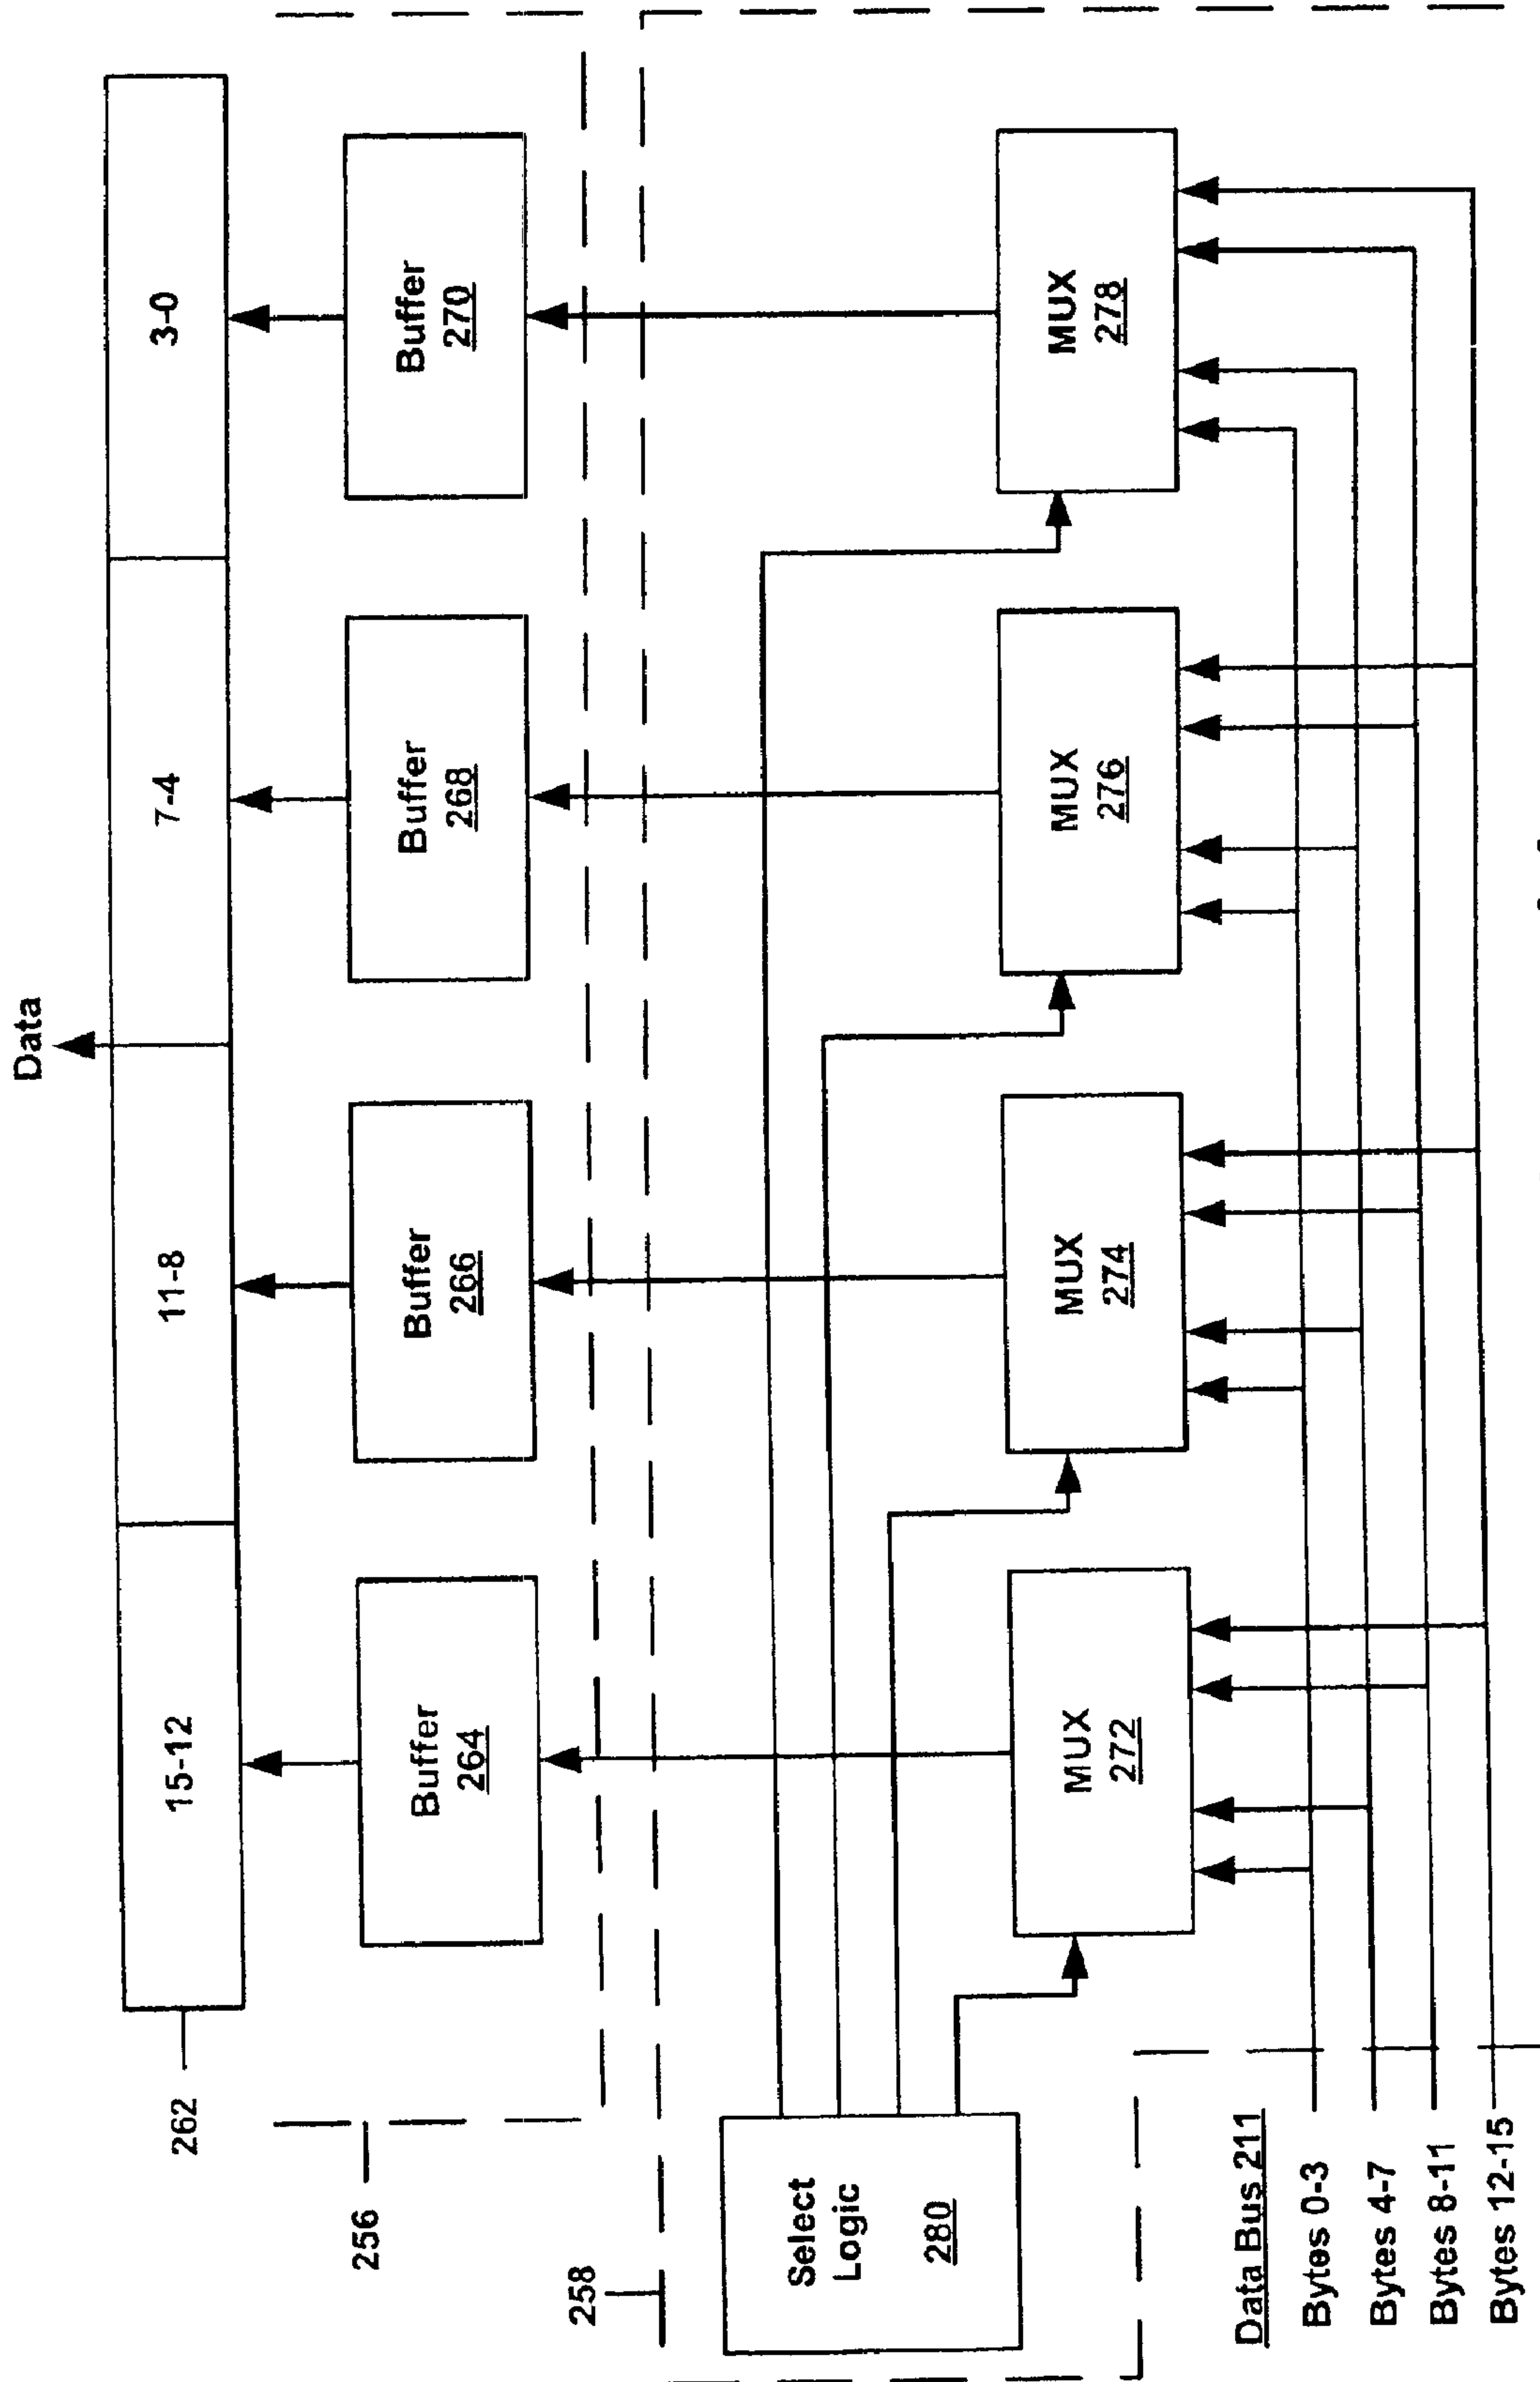 Data
262
15-12
11-8
7-4
3-0
256
Buffer
264
Buffer
266
Buffer
268
Buffer
270
258
Select
Logic
280
MUX
272
MUX
274
MUX
276
MUX
278
Data Bus 211
Bytes 0-3
Bytes 4-7
Bytes 8-11
Bytes 12-15